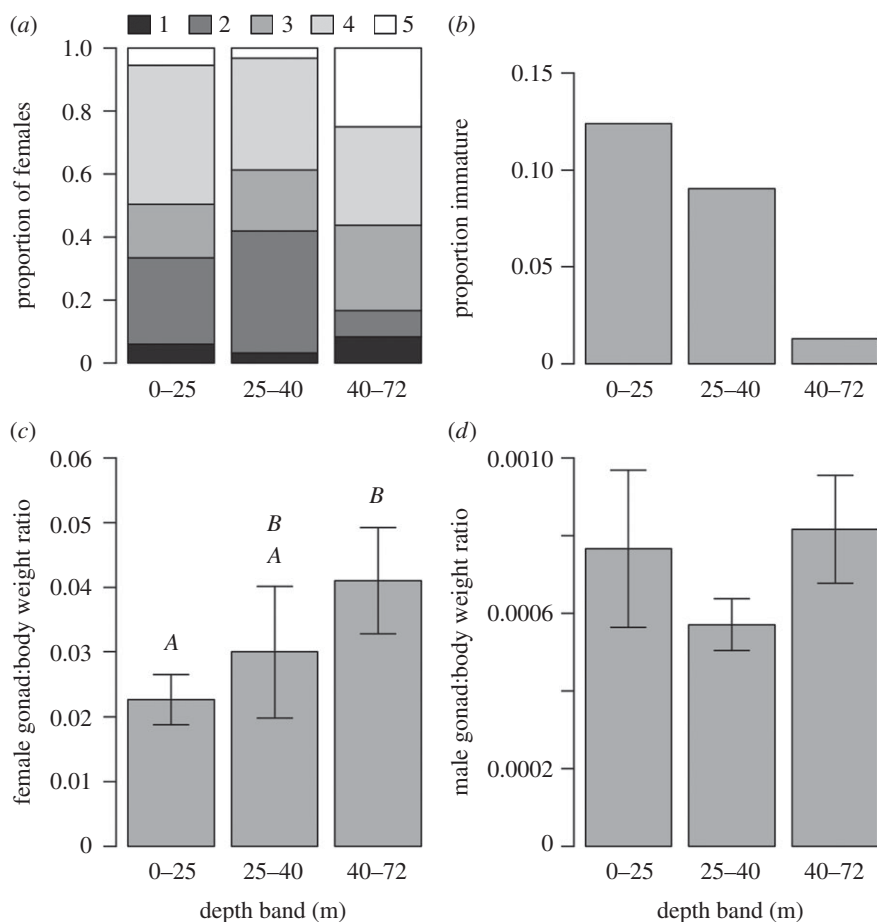 (a) 1 2 3 4 5
proportion of females
1.0
0.8
0.6
0.4
0.2
0
0–25 25–40 40–72
(b)
proportion immature
0.15
0.10
0.05
0
0–25 25–40 40–72
(c)
female gonad:body weight ratio
0.06
0.05
0.04
0.03
0.02
0.01
0
A
B
A
B
0–25 25–40 40–72
depth band (m)
(d)
male gonad:body weight ratio
0.0010
0.0006
0.0002
0
0–25 25–40 40–72
depth band (m)